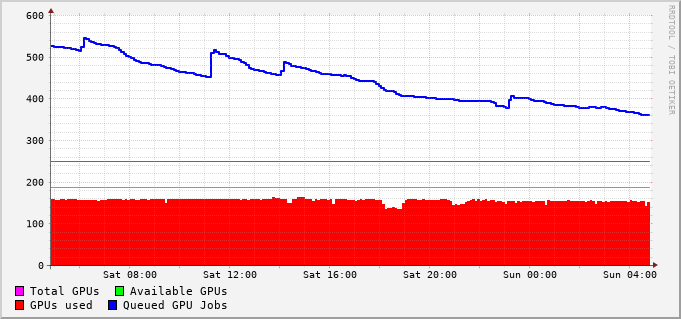 RRDTOOL / TOBI OETIKER
600
500
400
300
200
100
0
Sat 08:00 Sat 12:00 Sat 16:00 Sat 20:00 Sun 00:00 Sun 04:00
Total GPUs Available GPUs
GPUs used Queued GPU Jobs